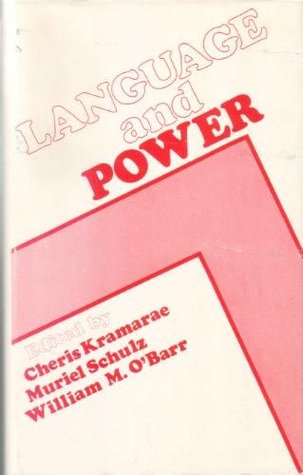 LANGUAGE
and
POWER
Edited by
Cheris Kramarae
Muriel Schulz
William M. O'Barr